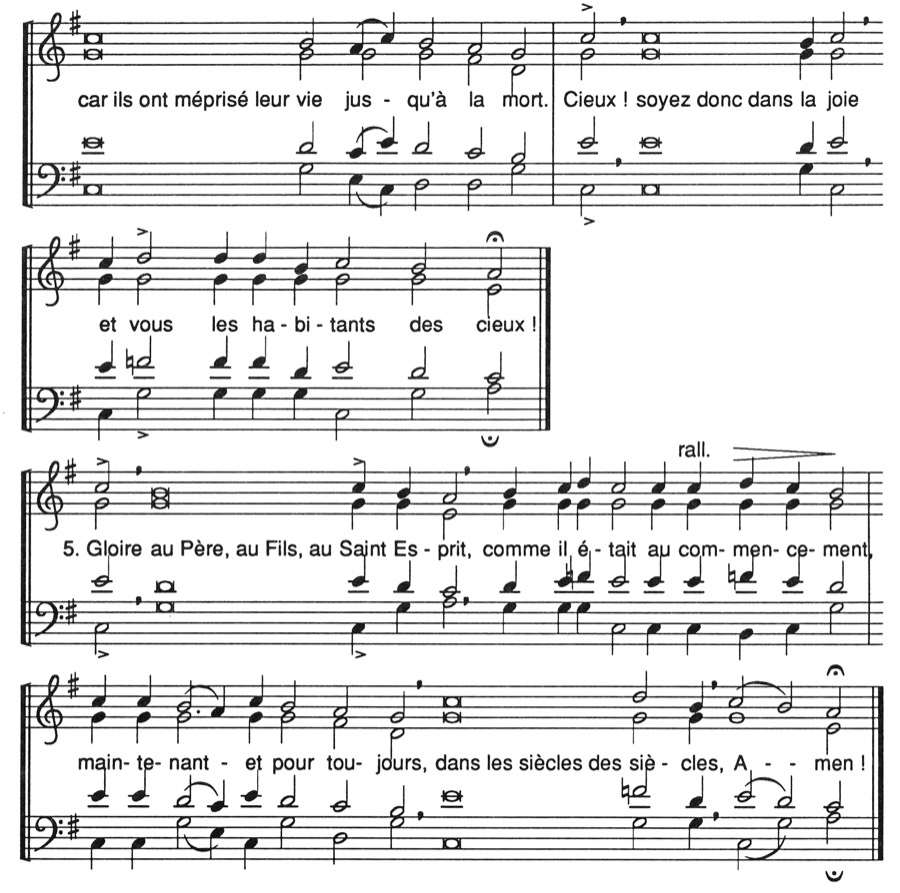 car ils ont méprisé leur vie jus - qu'à la mort. Cieux ! soyez donc dans la joie
et vous les ha - bi - tants des cieux !
rall.
5. Gloire au Père, au Fils, au Saint Es - prit, comme il é - tait au com - men - ce - ment,
main - te - nant - et pour tou - jours, dans les siècles des siè - cles, A - - men !